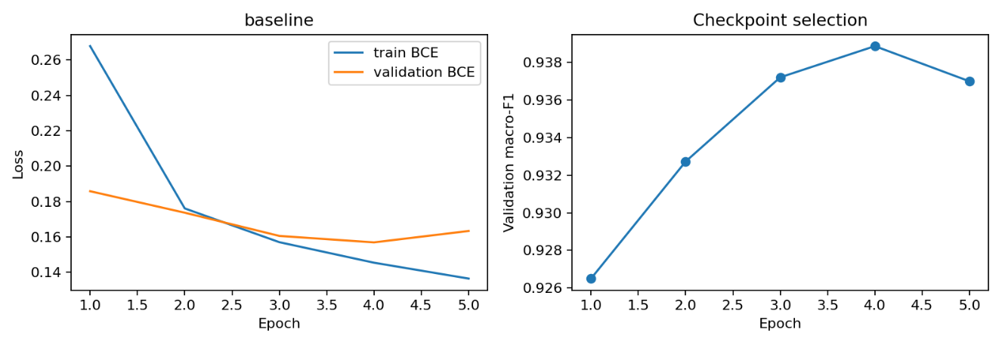 baseline
train BCE
validation BCE
Loss
0.26
0.24
0.22
0.20
0.18
0.16
0.14
1.0 1.5 2.0 2.5 3.0 3.5 4.0 4.5 5.0
Epoch
Checkpoint selection
Validation macro-F1
0.938
0.936
0.934
0.932
0.930
0.928
0.926
1.0 1.5 2.0 2.5 3.0 3.5 4.0 4.5 5.0
Epoch